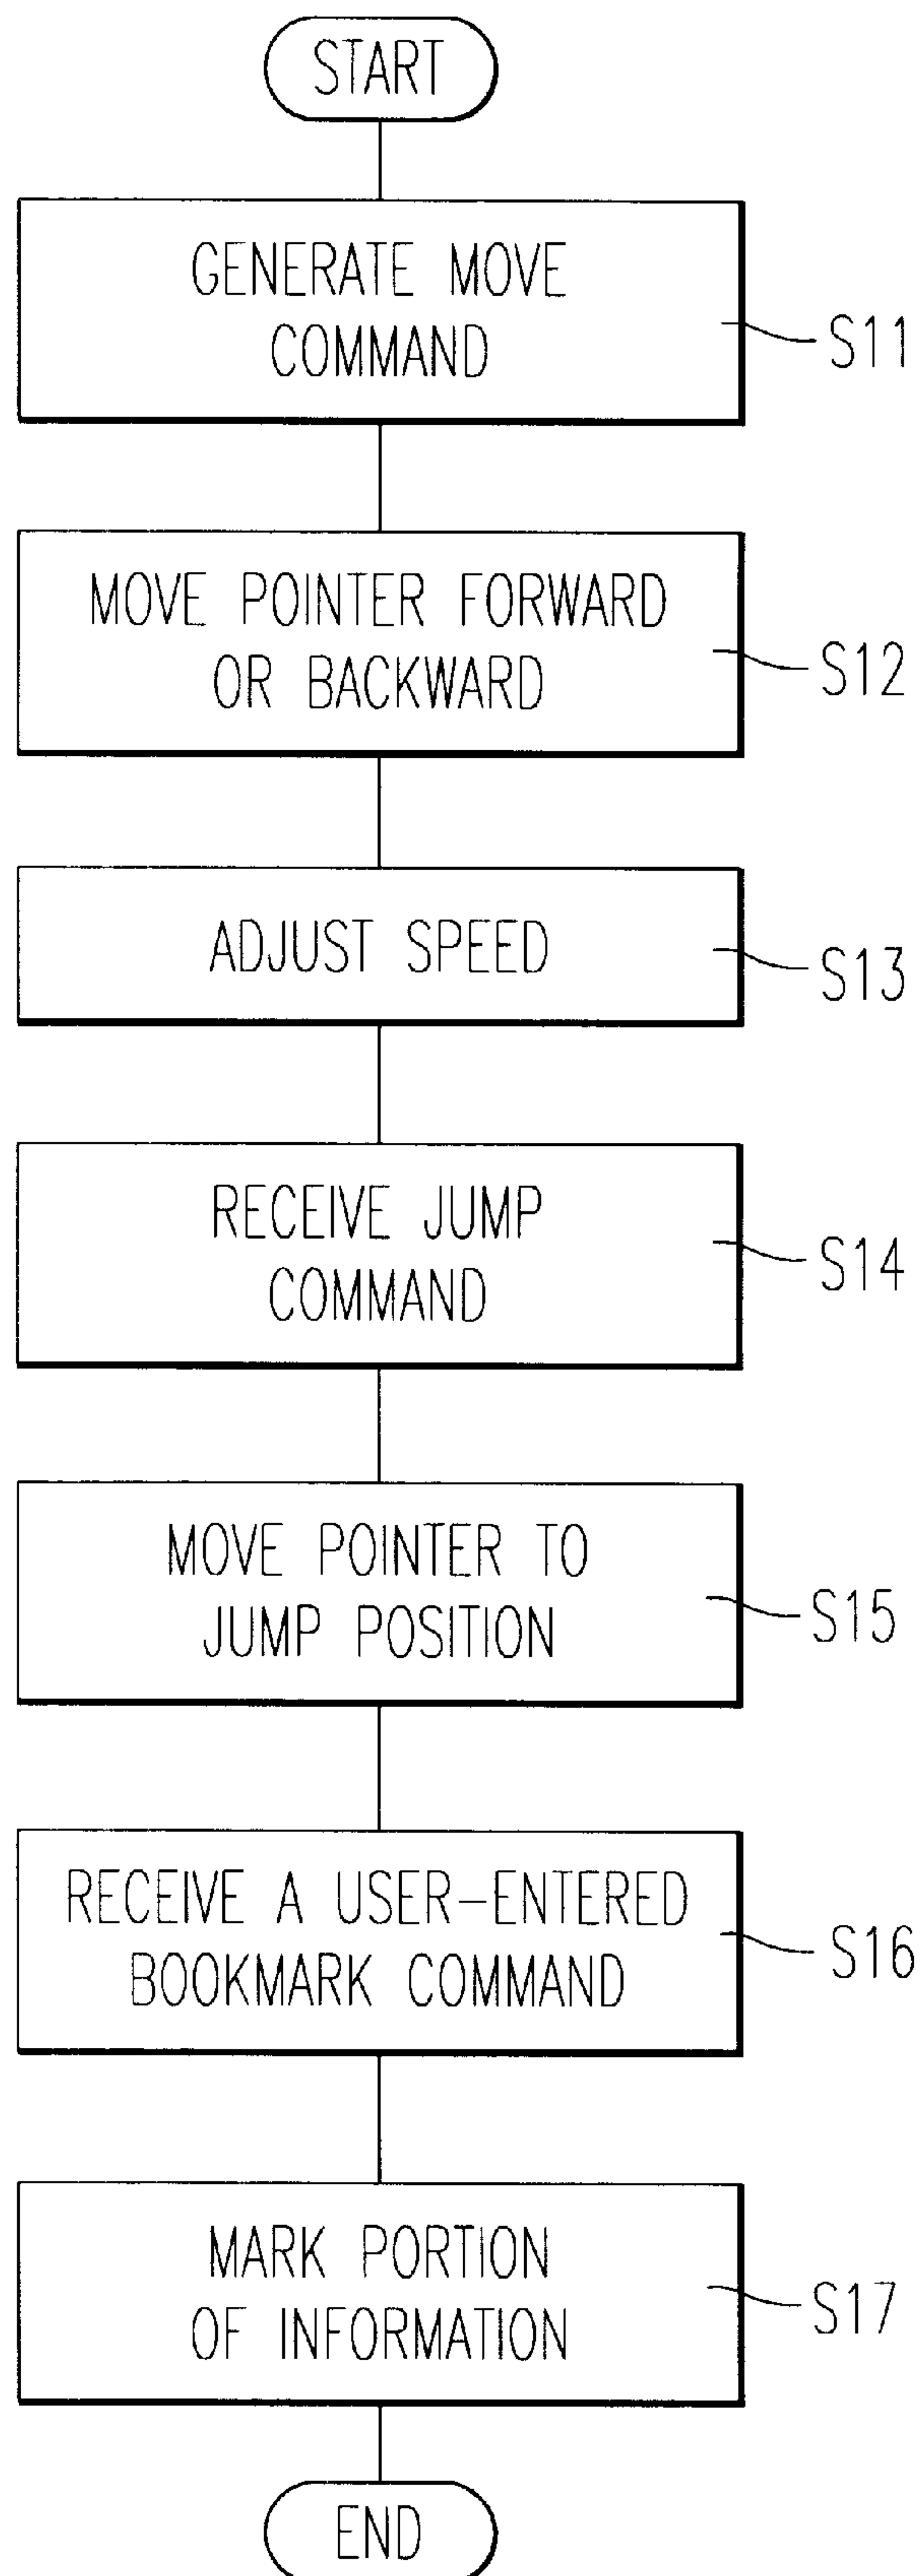 START
GENERATE MOVE
COMMAND
S11
MOVE POINTER FORWARD
OR BACKWARD
S12
ADJUST SPEED
S13
RECEIVE JUMP
COMMAND
S14
MOVE POINTER TO
JUMP POSITION
S15
RECEIVE A USER-ENTERED
BOOKMARK COMMAND
S16
MARK PORTION
OF INFORMATION
S17
END